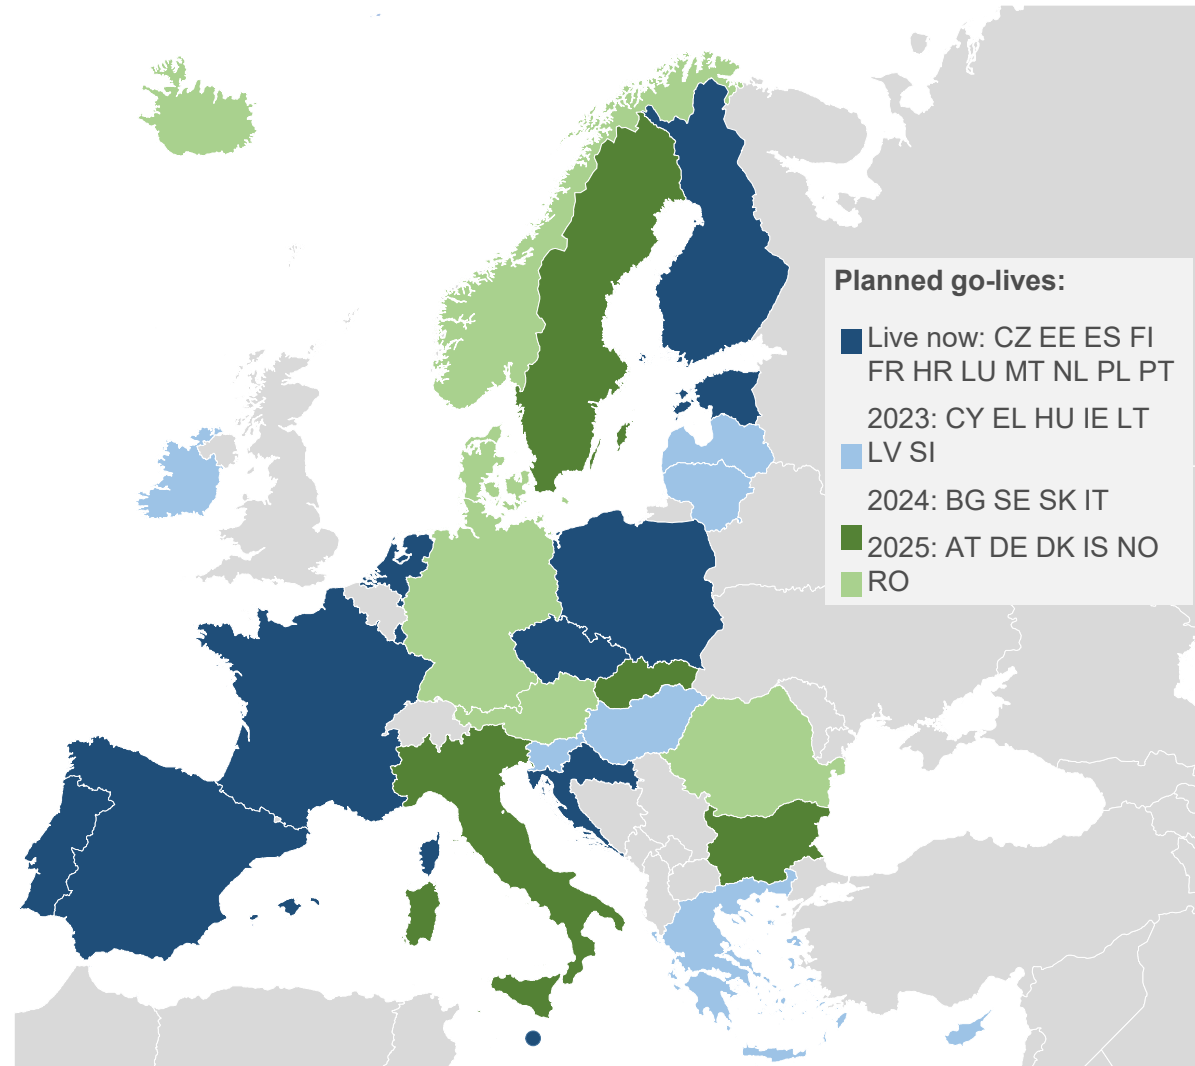 Planned go-lives:
Live now: CZ EE ES FI
FR HR LU MT NL PL PT
2023: CY EL HU IE LT
LV SI
2024: BG SE SK IT
2025: AT DE DK IS NO
RO